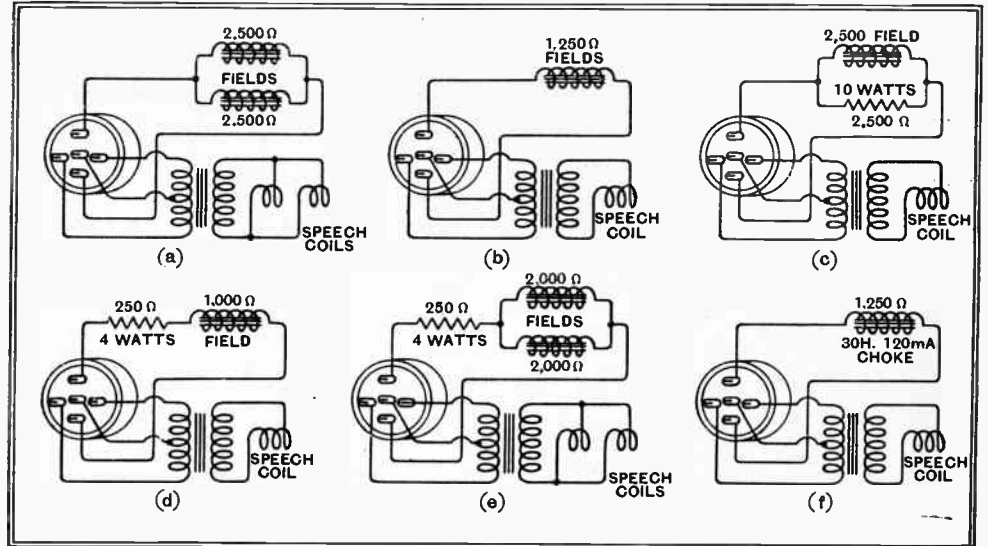 2,500 Ω
FIELDS
2,500 Ω
SPEECH
COILS
(a)
1,250 Ω
FIELDS
SPEECH
COIL
(b)
2,500 FIELD
10 WATTS
2,500 Ω
SPEECH
COIL
(c)
250 Ω
4 WATTS
1,000 Ω
FIELD
SPEECH
COIL
(d)
250 Ω
4 WATTS
2,000 Ω
FIELDS
2,000 Ω
SPEECH
COILS
(e)
1,250 Ω
30H. 120mA
CHOKE
SPEECH
COIL
(f)